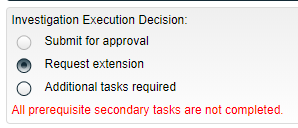 Investigation Execution Decision:
Submit for approval
Request extension
Additional tasks required
All prerequisite secondary tasks are not completed.